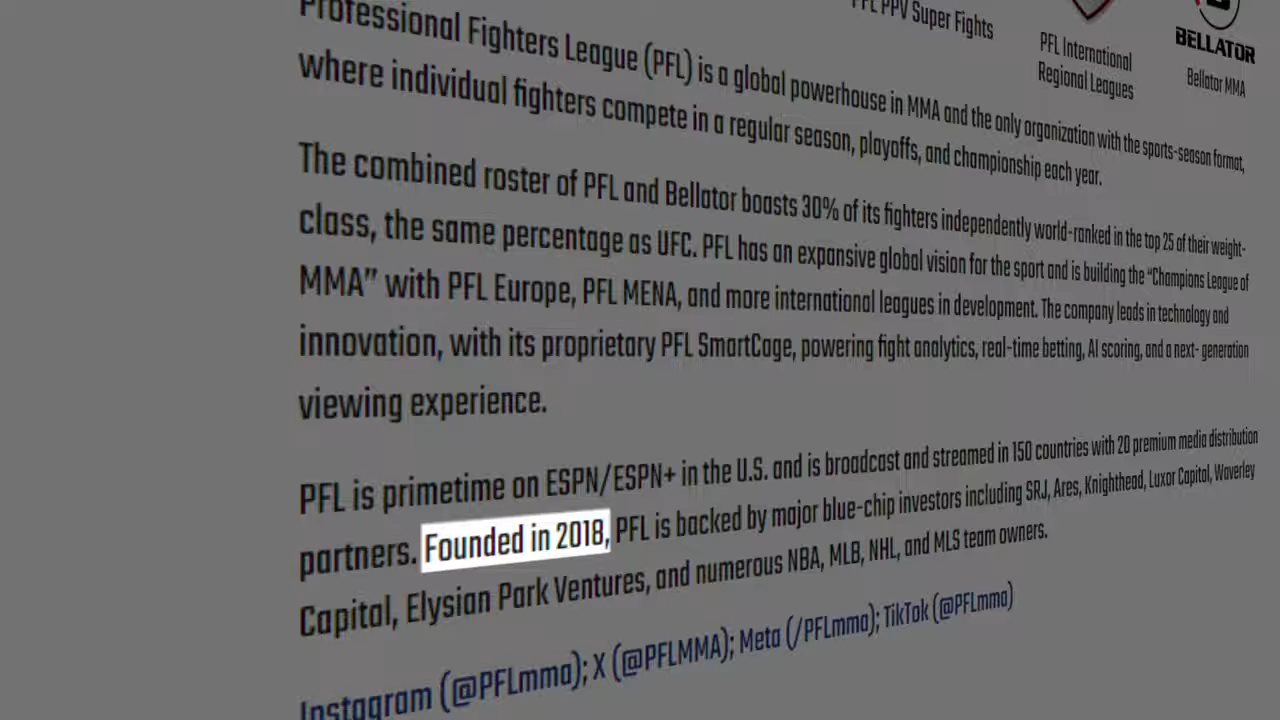 PFL PPV Super Fights
PFL International
Regional Leagues
BELLATOR
Bellator MMA
Professional Fighters League (PFL) is a global powerhouse in MMA and the only organization with the sports-season format,
where individual fighters compete in a regular season, playoffs, and championship each year.
The combined roster of PFL and Bellator boasts 30% of its fighters independently world-ranked in the top 25 of their weight-
class, the same percentage as UFC. PFL has an expansive global vision for the sport and is building the “Champions League of
MMA” with PFL Europe, PFL MENA, and more international leagues in development. The company leads in technology and
innovation, with its proprietary PFL SmartCage, powering fight analytics, real-time betting, AI scoring, and a next- generation
viewing experience.
PFL is primetime on ESPN/ESPN+ in the U.S. and is broadcast and streamed in 150 countries with 20 premium media distribution
partners. Founded in 2018, PFL is backed by major blue-chip investors including SRJ, Ares, Knighthead, Luxor Capital, Waverley
Capital, Elysian Park Ventures, and numerous NBA, MLB, NHL, and MLS team owners.
Instagram (@PFLmma); X (@PFLMMA); Meta (/PFLmma); TikTok (@PFLmma)